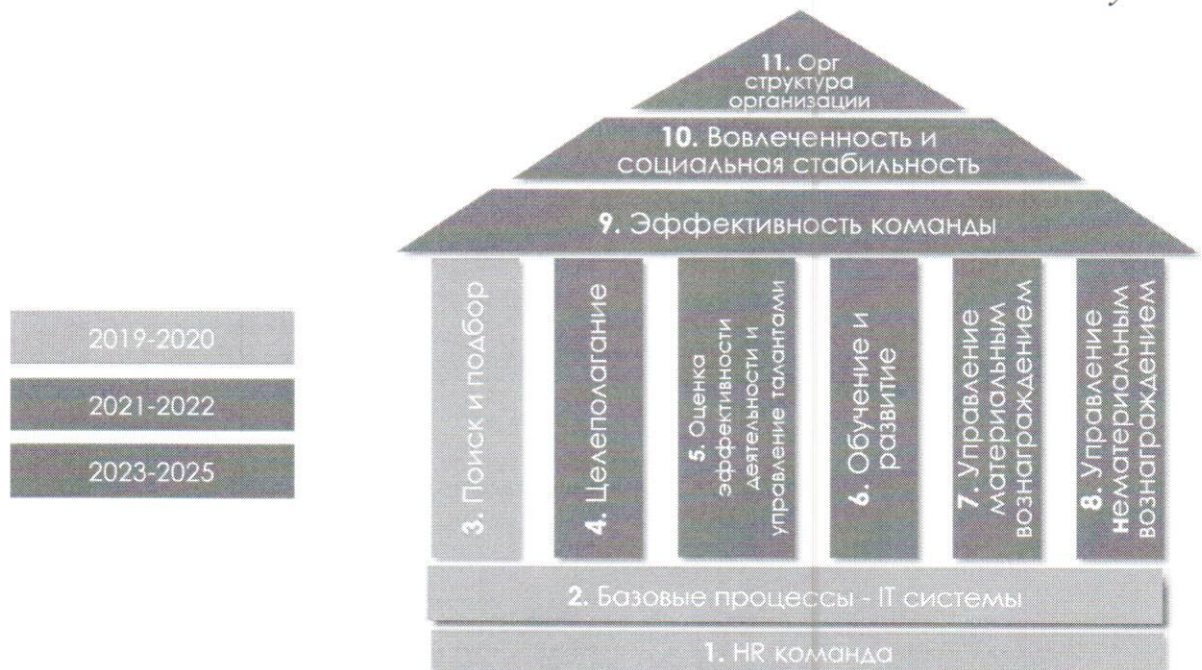 11. Орг
структура
организации
10. Вовлеченность и
социальная стабильность
9. Эффективность команды
2019-2020
2021-2022
2023-2025
3. Поиск и подбор
4. Целеполагание
5. Оценка
эффективности
деятельности и
управление талантами
6. Обучение и
развитие
7. Управление
материальным
вознаграждением
8. Управление
нематериальным
вознаграждением
2. Базовые процессы - IT системы
1. HR команда